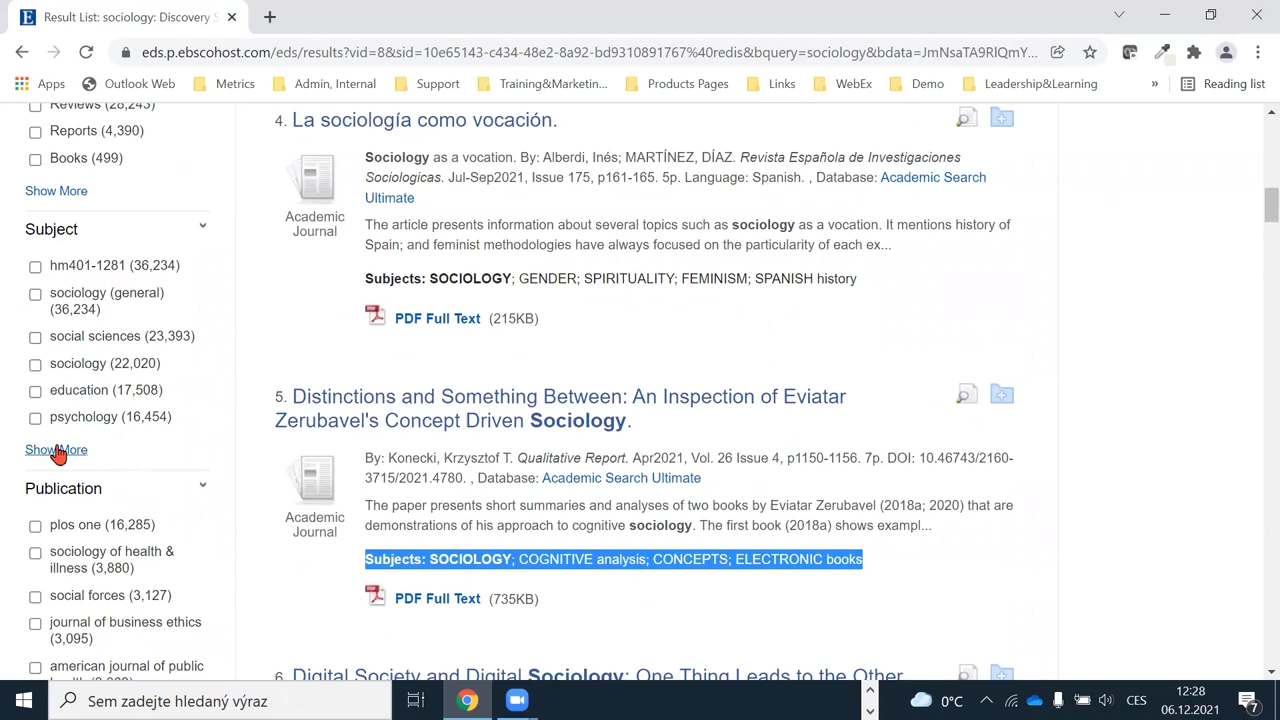 Result List: sociology: Discovery S
eds.p.ebscohost.com/eds/results?vid=8&sid=10e65143-c434-48e2-8a92-bd9310891767%40redis&bquery=sociology&bdata=JmNsaTA9RlQmY...
Apps
Outlook Web
Metrics
Admin, Internal
Support
Training&Marketin...
Products Pages
Links
WebEx
Demo
Leadership&Learning
»
Reading list
Reviews (28,243)
Reports (4,390)
Books (499)
Show More
Subject
hm401-1281 (36,234)
sociology (general)
(36,234)
social sciences (23,393)
sociology (22,020)
education (17,508)
psychology (16,454)
Show More
Publication
plos one (16,285)
sociology of health &
illness (3,880)
social forces (3,127)
journal of business ethics
(3,095)
american journal of public
4. La sociología como vocación.
Academic
Journal
Sociology as a vocation. By: Alberdi, Inés; MARTÍNEZ, DÍAZ. Revista Española de Investigaciones
Sociologicas. Jul-Sep2021, Issue 175, p161-165. 5p. Language: Spanish. , Database: Academic Search
Ultimate
The article presents information about several topics such as sociology as a vocation. It mentions history of
Spain; and feminist methodologies have always focused on the particularity of each ex...
Subjects: SOCIOLOGY; GENDER; SPIRITUALITY; FEMINISM; SPANISH history
PDF Full Text (215KB)
5. Distinctions and Something Between: An Inspection of Eviatar
Zerubavel's Concept Driven Sociology.
Academic
Journal
By: Konecki, Krzysztof T. Qualitative Report. Apr2021, Vol. 26 Issue 4, p1150-1156. 7p. DOI: 10.46743/2160-
3715/2021.4780. , Database: Academic Search Ultimate
The paper presents short summaries and analyses of two books by Eviatar Zerubavel (2018a; 2020) that are
demonstrations of his approach to cognitive sociology. The first book (2018a) shows exampl...
Subjects: SOCIOLOGY; COGNITIVE analysis; CONCEPTS; ELECTRONIC books
PDF Full Text (735KB)
6. Digital Society and Digital Sociology: One Thing Leads to the Other
Sem zadejte hledaný výraz
0°C
CES
12:28
06.12.2021
7